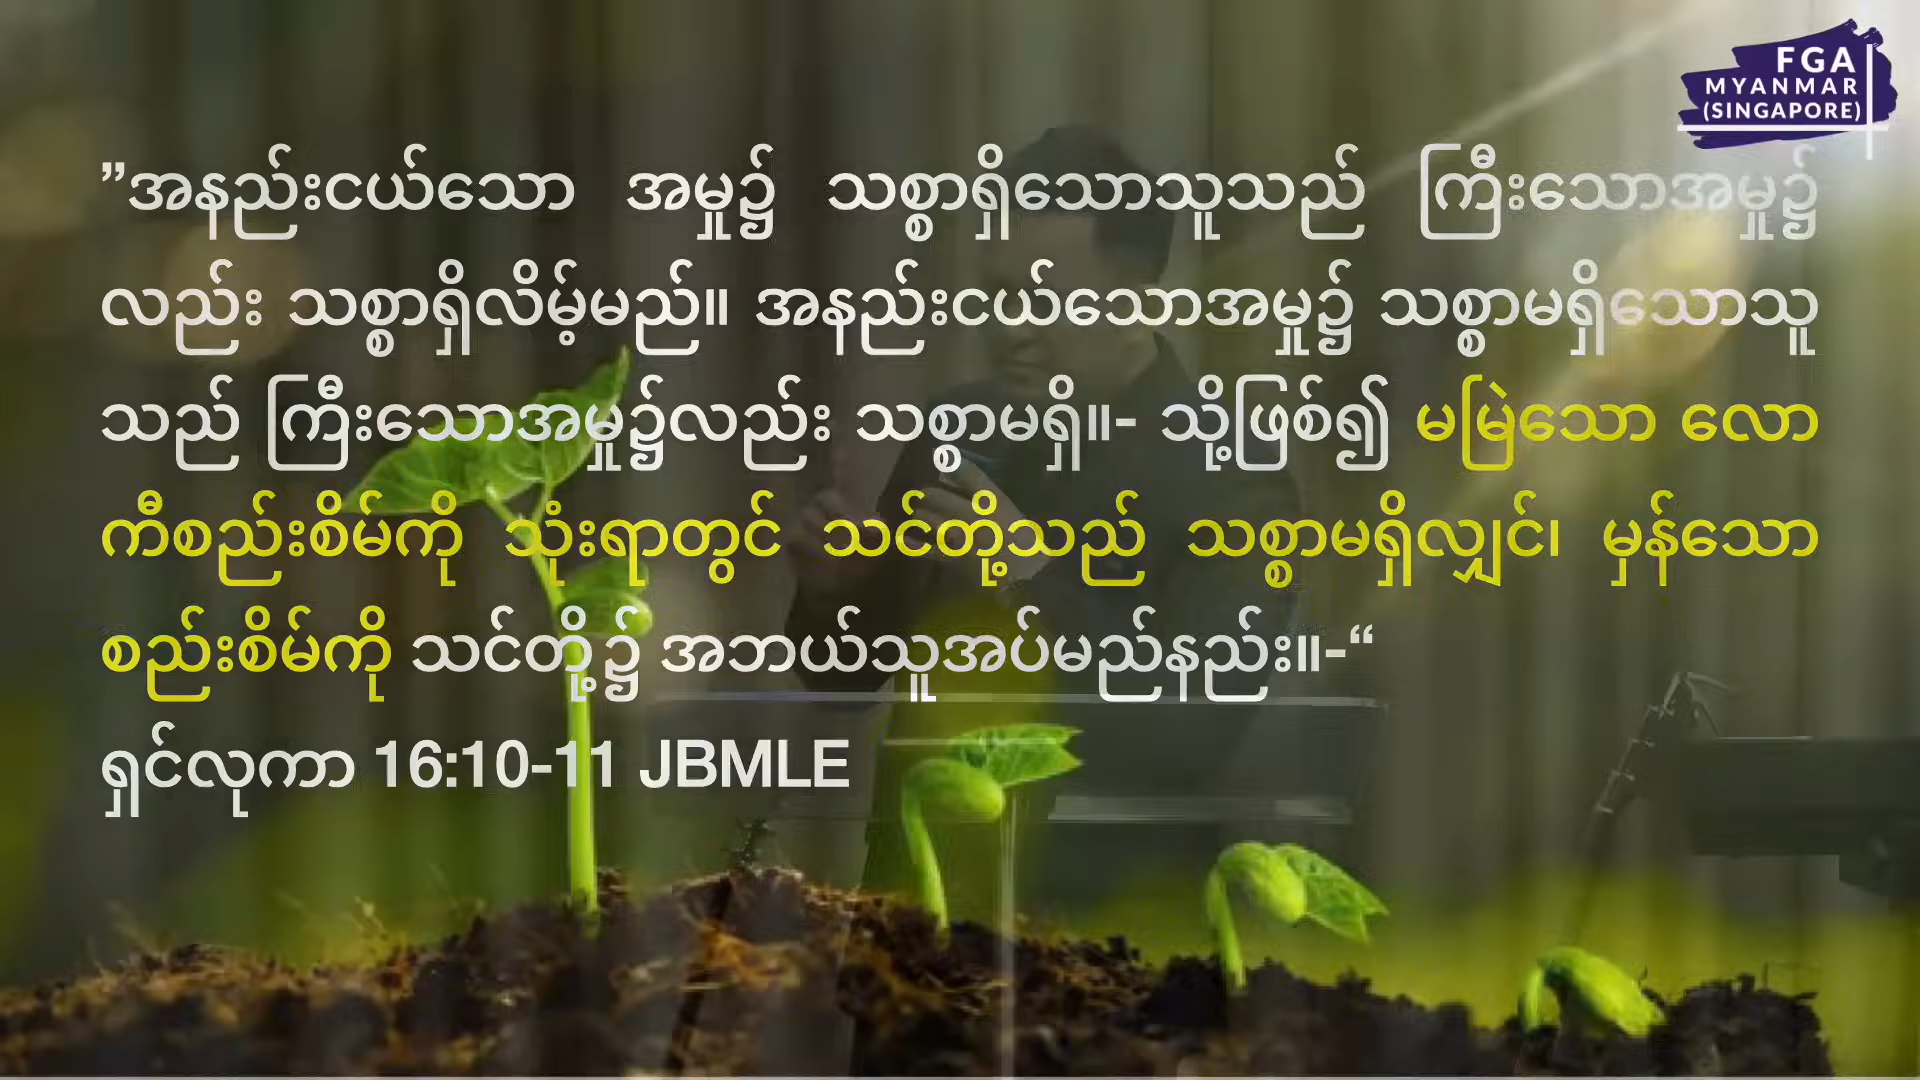 FGA
MYANMAR
(SINGAPORE)
”အနည်းငယ်သော အမှု၌ သစ္စာရှိသောသူသည် ကြီးသောအမှု၌
လည်း သစ္စာရှိလိမ့်မည်။ အနည်းငယ်သောအမှု၌ သစ္စာမရှိသောသူ
သည် ကြီးသောအမှု၌လည်း သစ္စာမရှိ။- သို့ဖြစ်၍ မမြဲသော လော
ကီစည်းစိမ်ကို သုံးရာတွင် သင်တို့သည် သစ္စာမရှိလျှင်၊ မှန်သော
စည်းစိမ်ကို သင်တို့၌ အဘယ်သူအပ်မည်နည်း။-“
ရှင်လုကာ 16:10-11 JBMLE